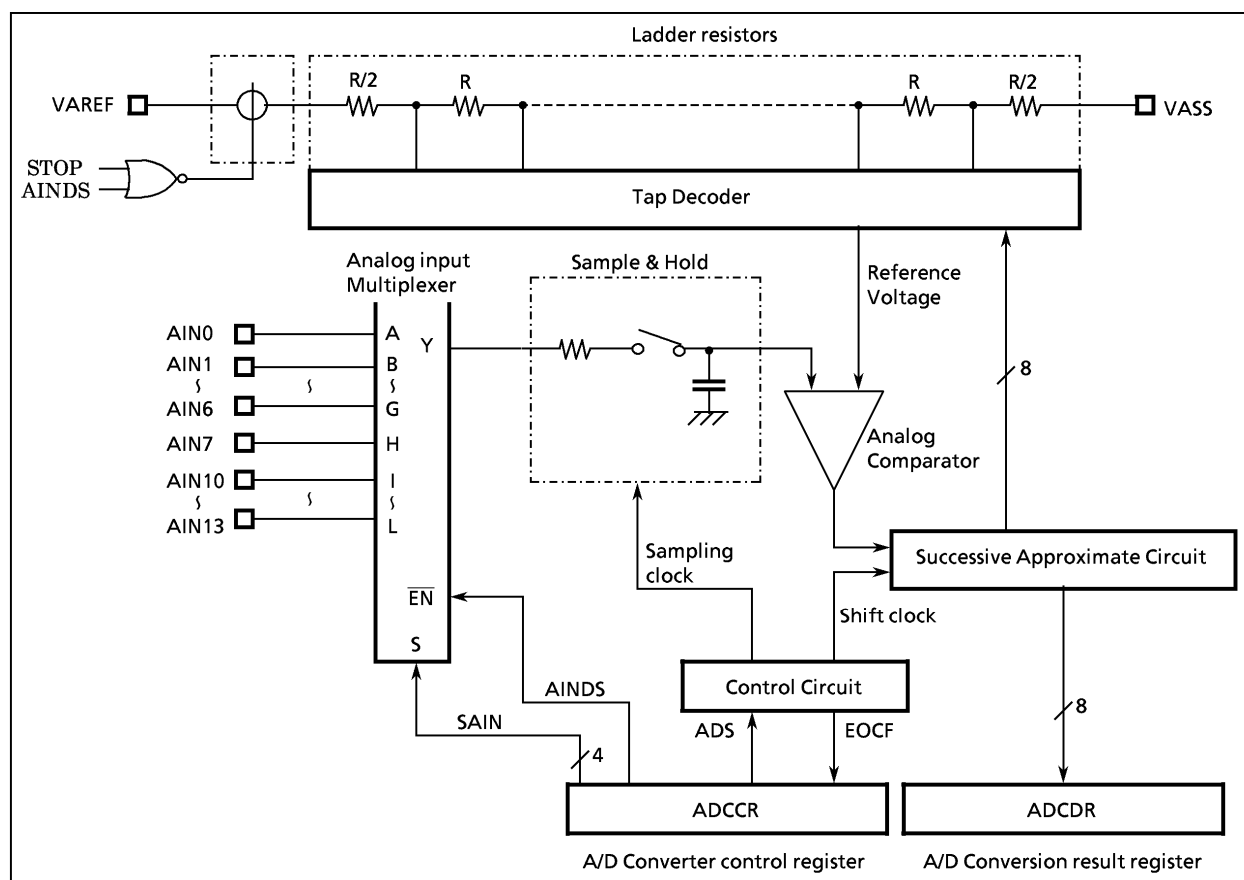 Ladder resistors
R/2
R
R
R/2
VAREF
VASS
STOP
AINDS
Tap Decoder
Analog input
Multiplexer
Sample & Hold
Reference
Voltage
AIN0
A
Y
AIN1
B
8
AIN6
G
AIN7
H
Analog
Comparator
AIN10
I
AIN13
L
Sampling
clock
Successive Approximate Circuit
EN
Shift clock
S
Control Circuit
AINDS
SAIN
ADS
EOCF
8
4
ADCCR
ADCDR
A/D Converter control register
A/D Conversion result register